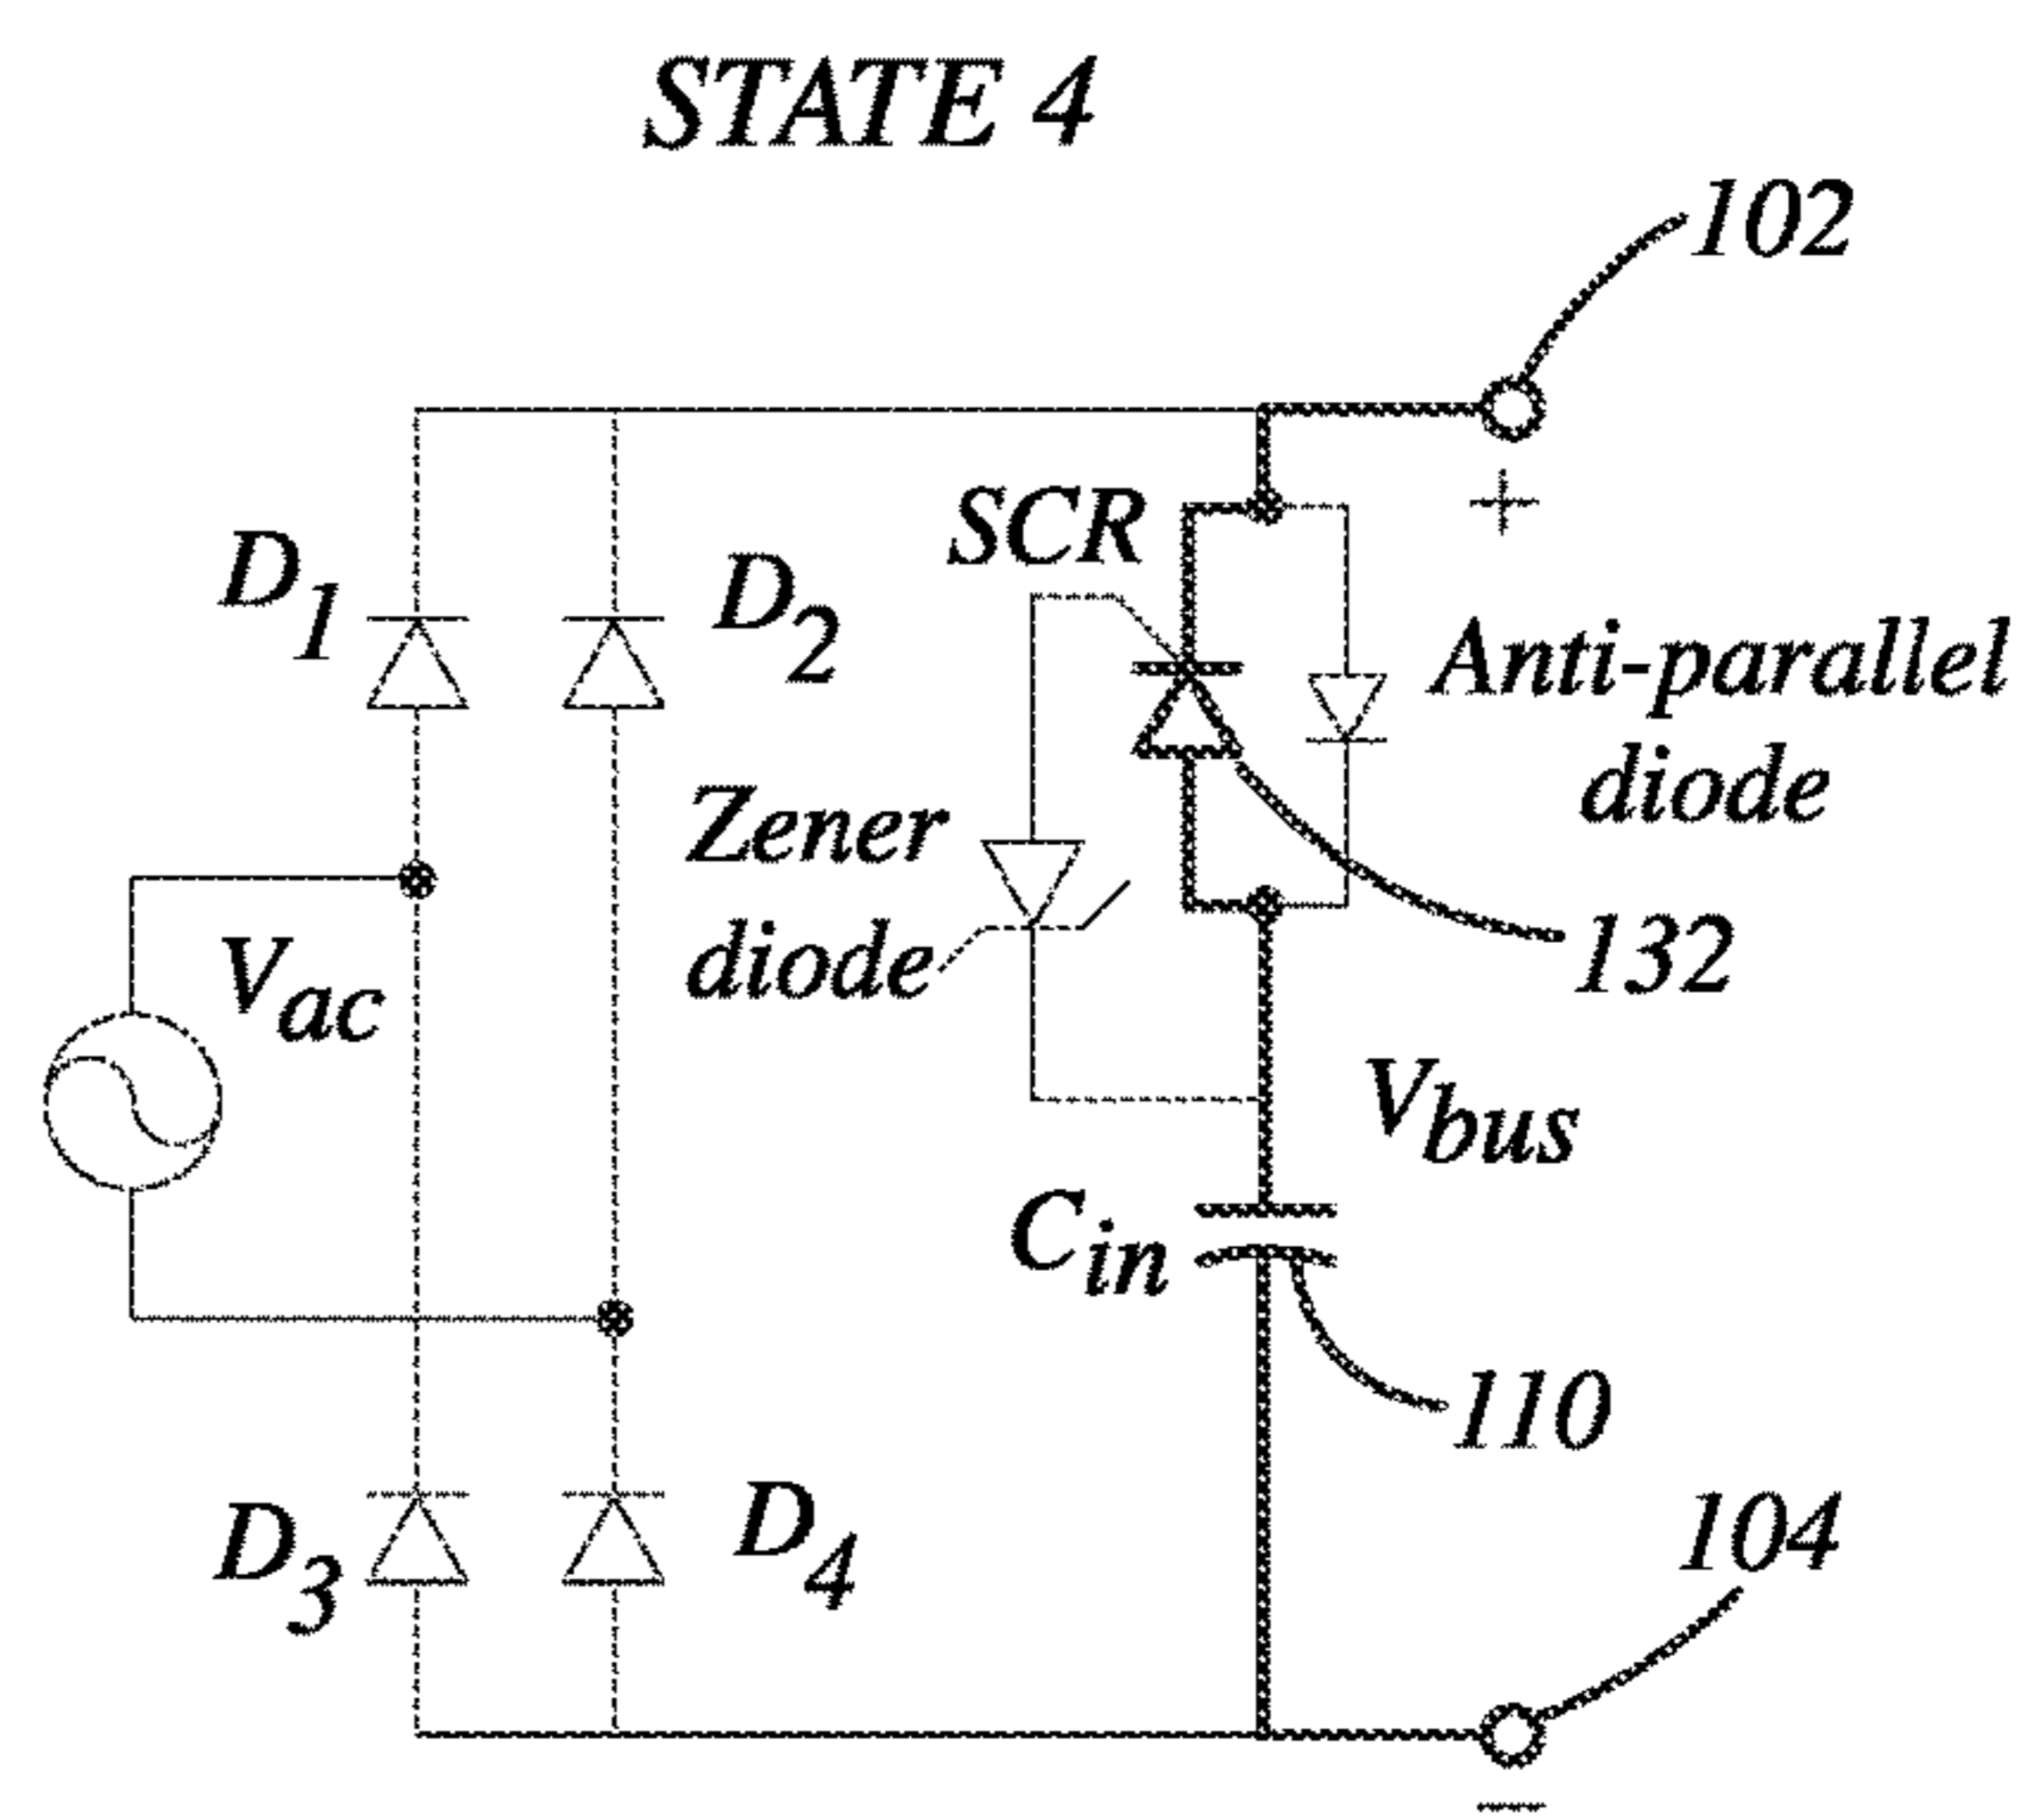 STATE 4
102
+
SCR
D1
D2
Anti-parallel
diode
Zener
diode
Vac
132
Vbus
Cin
110
D3
D4
104
−